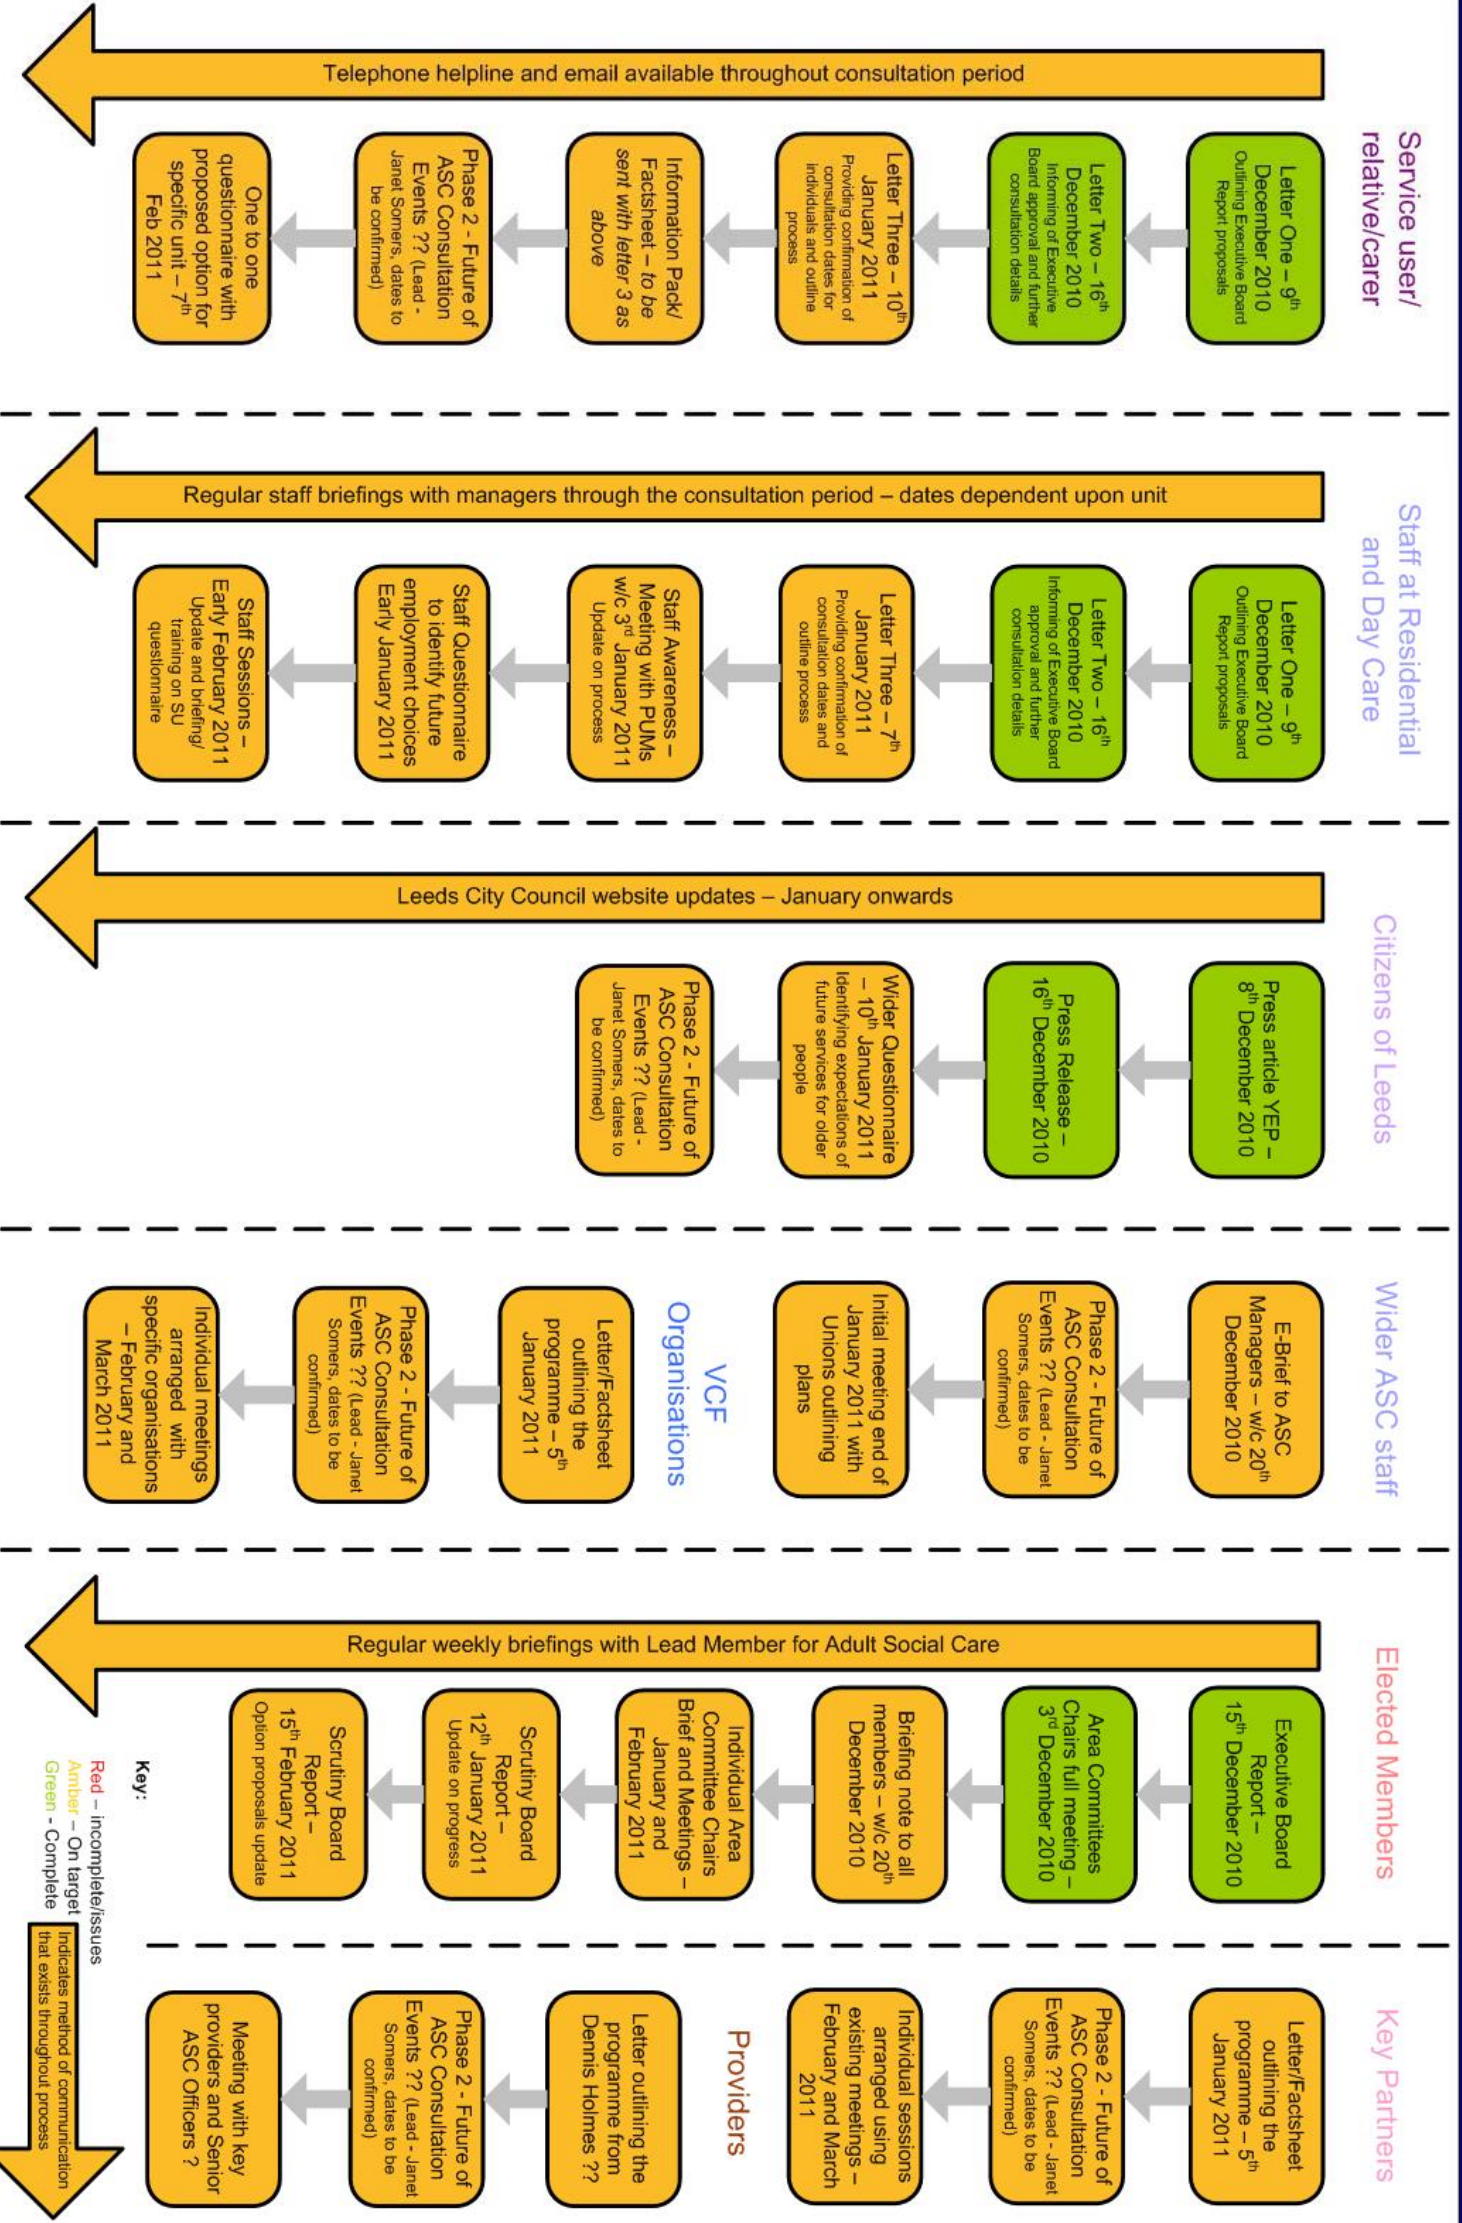 Service user/
relative/carer
Telephone helpline and email available throughout consultation period
Letter One – 9th
December 2010
Outlining Executive Board
Report proposals
Letter Two – 16th
December 2010
Informing of Executive
Board approval and further
consultation details
Letter Three – 10th
January 2011
Providing confirmation of
consultation dates for
individuals and outline
process
Information Pack/
Factsheet – to be
sent with letter 3 as
above
Phase 2 - Future of
ASC Consultation
Events ?? (Lead -
Janet Somers, dates to
be confirmed)
One to one
questionnaire with
proposed option for
specific unit – 7th
Feb 2011
Staff at Residential
and Day Care
Regular staff briefings with managers through the consultation period – dates dependent upon unit
Letter One – 9th
December 2010
Outlining Executive Board
Report proposals
Letter Two – 16th
December 2010
Informing of Executive Board
approval and further
consultation details
Letter Three – 7th
January 2011
Providing confirmation of
consultation dates and
outline process
Staff Awareness –
Meeting with PUMs
w/c 3rd January 2011
Update on process
Staff Questionnaire
to identify future
employment choices
Early January 2011
Staff Sessions –
Early February 2011
Update and briefing/
training on SU
questionnaire
Citizens of Leeds
Leeds City Council website updates – January onwards
Press article YEP –
8th December 2010
Press Release –
16th December 2010
Wider Questionnaire
– 10th January 2011
Identifying expectations of
future services for older
people
Phase 2 - Future of
ASC Consultation
Events ?? (Lead -
Janet Somers, dates to
be confirmed)
Wider ASC staff
E-Brief to ASC
Managers – w/c 20th
December 2010
Phase 2 - Future of
ASC Consultation
Events ?? (Lead - Janet
Somers, dates to be
confirmed)
Initial meeting end of
January 2011 with
Unions outlining
plans
VCF
Organisations
Letter/Factsheet
outlining the
programme – 5th
January 2011
Phase 2 - Future of
ASC Consultation
Events ?? (Lead - Janet
Somers, dates to be
confirmed)
Individual meetings
arranged with
specific organisations
– February and
March 2011
Elected Members
Regular weekly briefings with Lead Member for Adult Social Care
Executive Board
Report –
15th December 2010
Area Committees
Chairs full meeting –
3rd December 2010
Briefing note to all
members – w/c 20th
December 2010
Individual Area
Committee Chairs
Brief and Meetings –
January and
February 2011
Scrutiny Board
Report –
12th January 2011
Update on progress
Scrutiny Board
Report –
15th February 2011
Option proposals update
Key Partners
Letter/Factsheet
outlining the
programme – 5th
January 2011
Phase 2 - Future of
ASC Consultation
Events ?? (Lead - Janet
Somers, dates to be
confirmed)
Individual sessions
arranged using
existing meetings –
February and March
2011
Providers
Letter outlining the
programme from
Dennis Holmes ??
Phase 2 - Future of
ASC Consultation
Events ?? (Lead - Janet
Somers, dates to be
confirmed)
Meeting with key
providers and Senior
ASC Officers ?
Key:
Red – incomplete/issues
Amber – On target
Green - Complete
Indicates method of communication
that exists throughout process